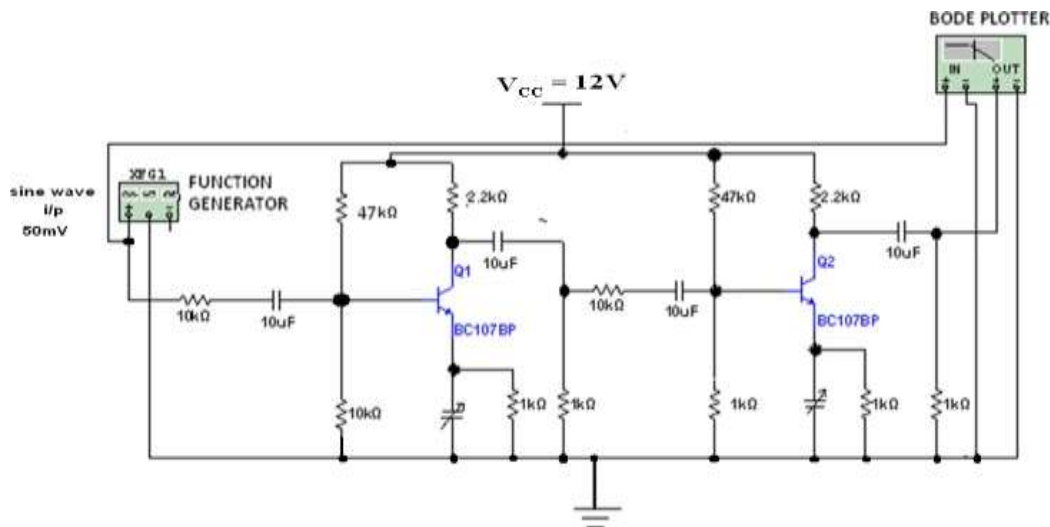 BODE PLOTTER
IN OUT
+ - + -
VCC = 12V
XFG1
sine wave
i/p
50mV
FUNCTION
GENERATOR
+ -
47kΩ
2.2kΩ
47kΩ
2.2kΩ
10uF
10uF
Q1
Q2
10kΩ
10uF
10kΩ
10uF
BC107BP
BC107BP
10kΩ
1kΩ
1kΩ
1kΩ
1kΩ
1kΩ